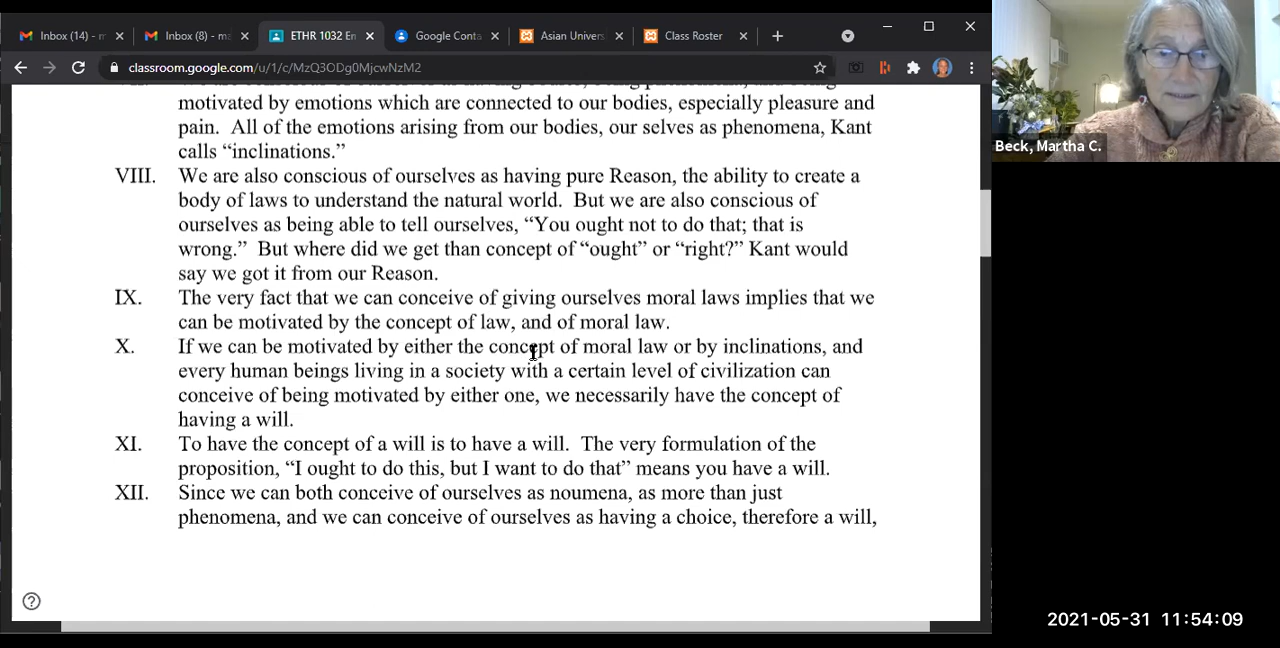 Inbox (14) - m
Inbox (8) - ma
ETHR 1032 En
Google Conta
Asian Univers
Class Roster
classroom.google.com/u/1/c/MzQ3ODg0MjcwNzM2
motivated by emotions which are connected to our bodies, especially pleasure and
pain. All of the emotions arising from our bodies, our selves as phenomena, Kant
calls “inclinations.”
VIII. We are also conscious of ourselves as having pure Reason, the ability to create a
body of laws to understand the natural world. But we are also conscious of
ourselves as being able to tell ourselves, “You ought not to do that; that is
wrong.” But where did we get than concept of “ought” or “right?” Kant would
say we got it from our Reason.
IX. The very fact that we can conceive of giving ourselves moral laws implies that we
can be motivated by the concept of law, and of moral law.
X. If we can be motivated by either the concept of moral law or by inclinations, and
every human beings living in a society with a certain level of civilization can
conceive of being motivated by either one, we necessarily have the concept of
having a will.
XI. To have the concept of a will is to have a will. The very formulation of the
proposition, “I ought to do this, but I want to do that” means you have a will.
XII. Since we can both conceive of ourselves as noumena, as more than just
phenomena, and we can conceive of ourselves as having a choice, therefore a will,
Beck, Martha C.
2021-05-31 11:54:09